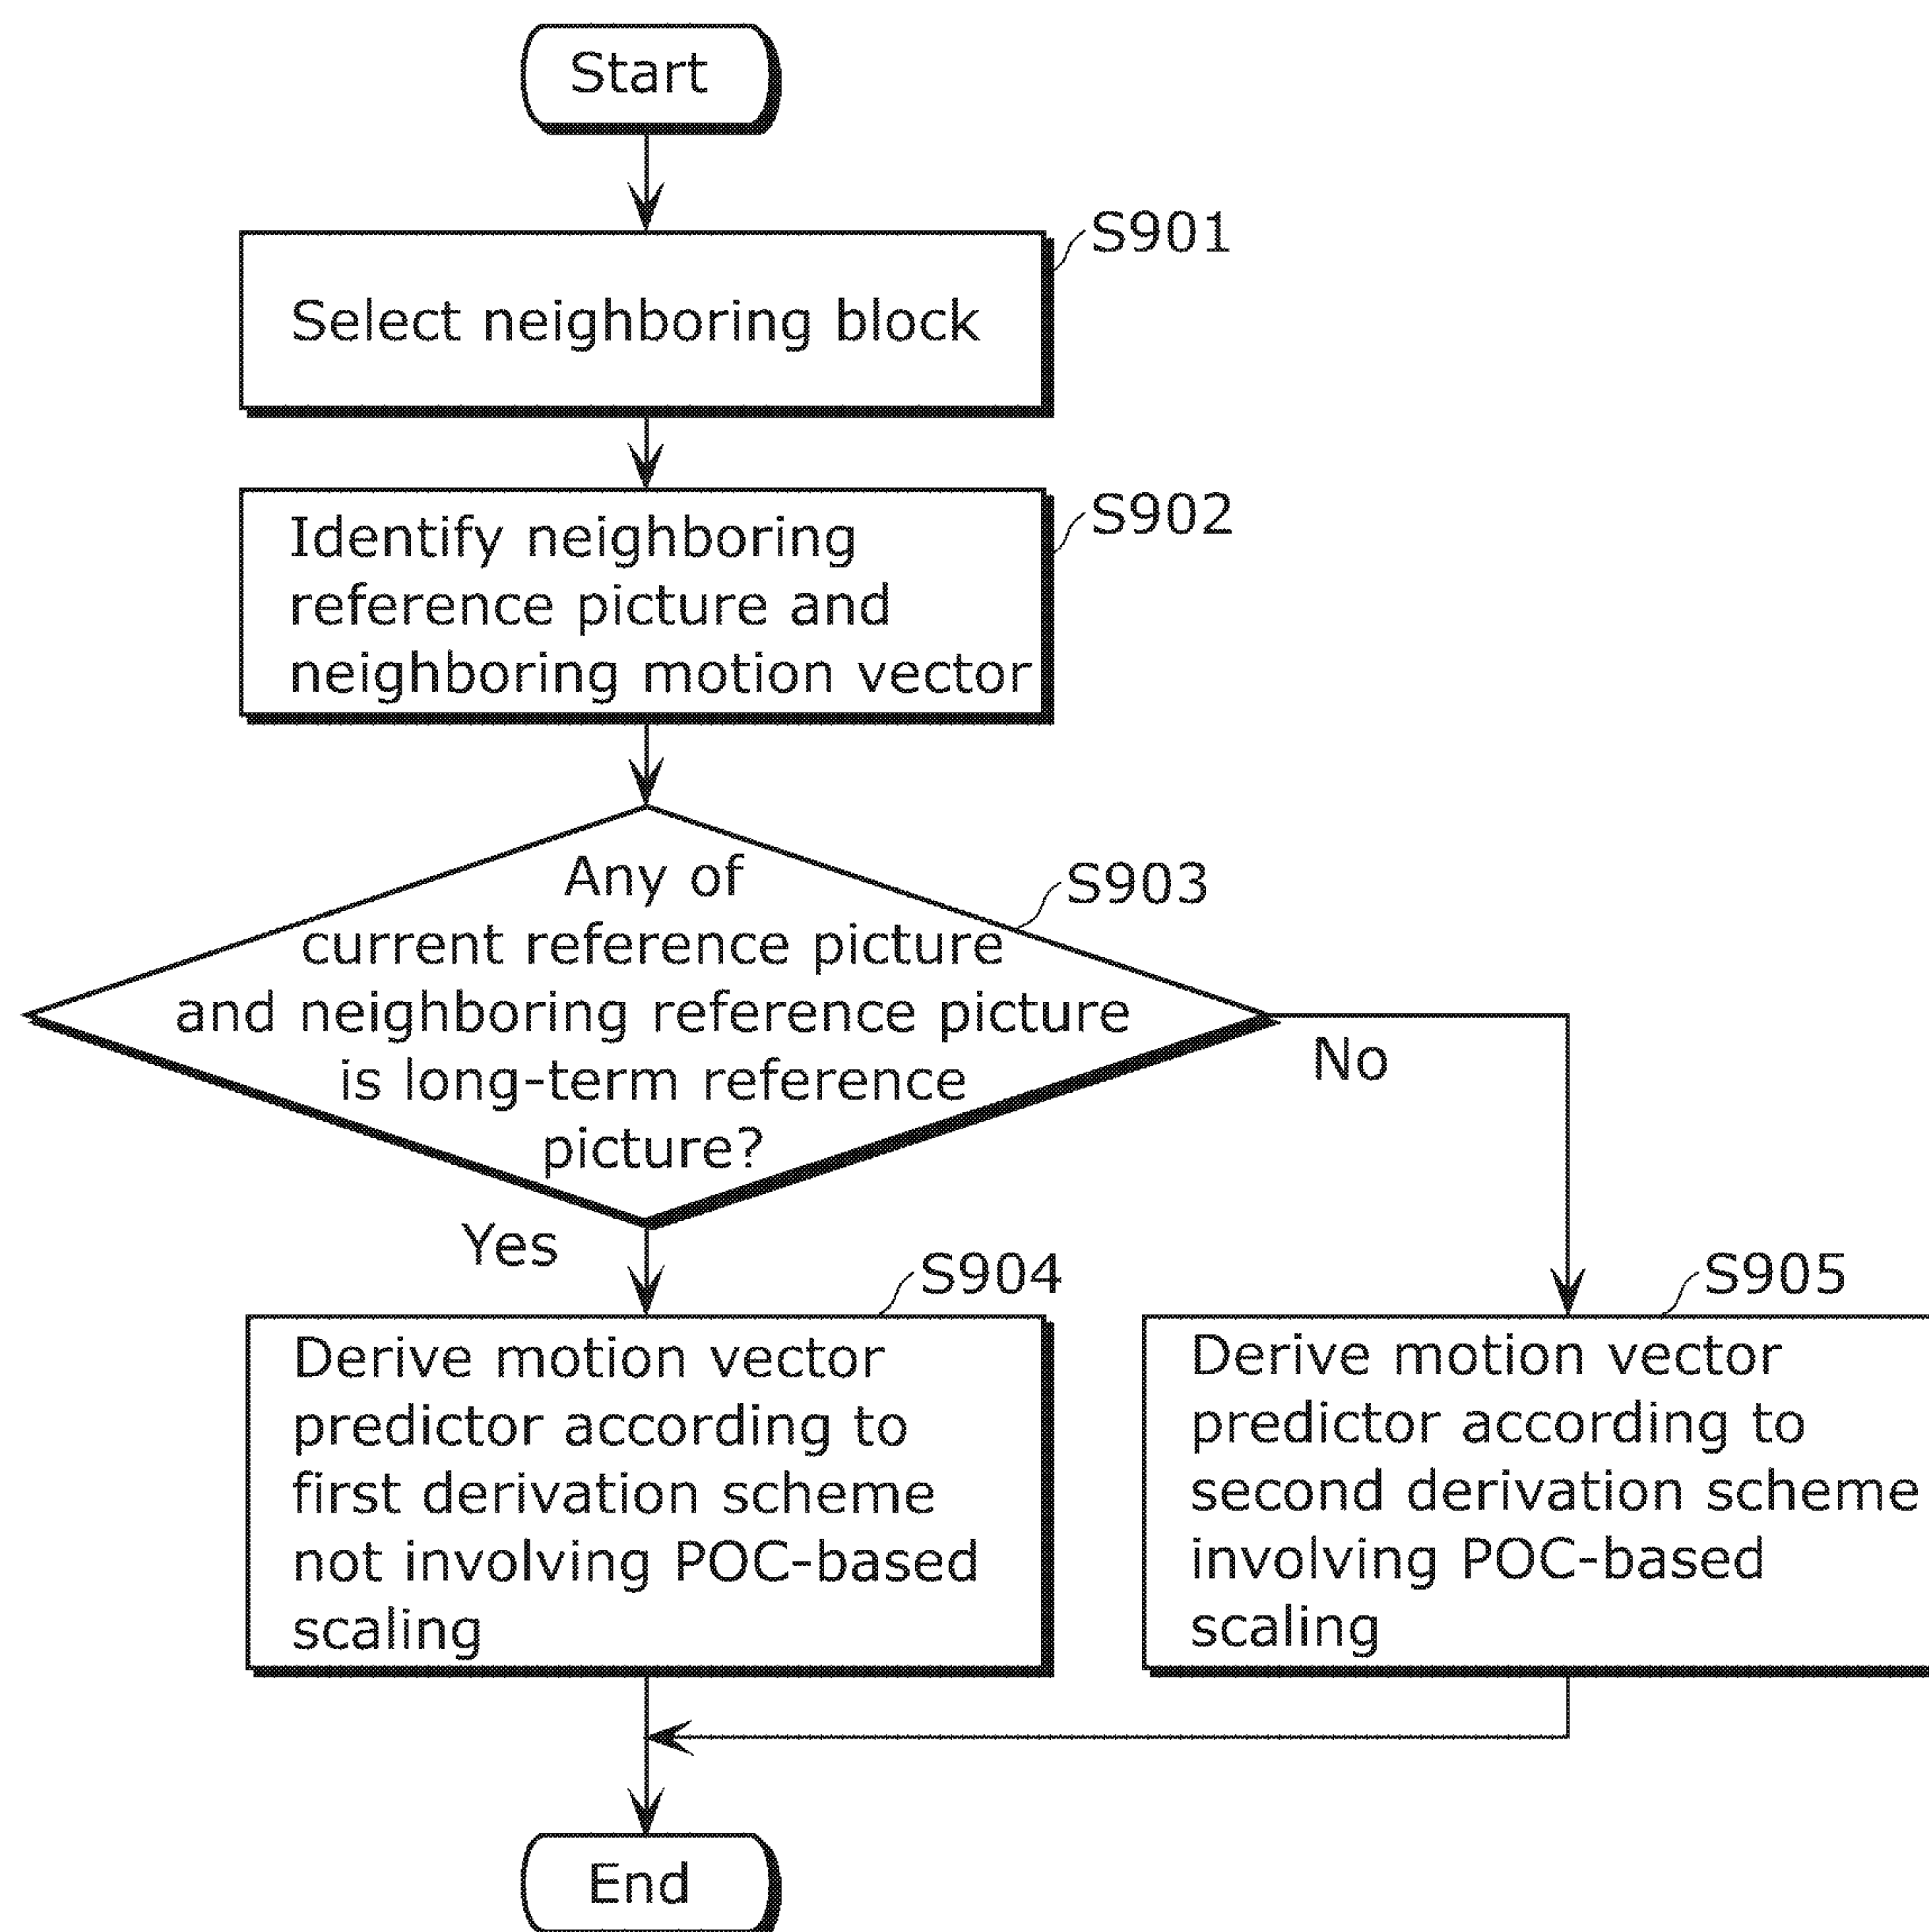 Start
S901
Select neighboring block
S902
Identify neighboring
reference picture and
neighboring motion vector
S903
Any of
current reference picture
and neighboring reference picture
is long-term reference
picture?
No
Yes
S904
Derive motion vector
predictor according to
first derivation scheme
not involving POC-based
scaling
S905
Derive motion vector
predictor according to
second derivation scheme
involving POC-based
scaling
End